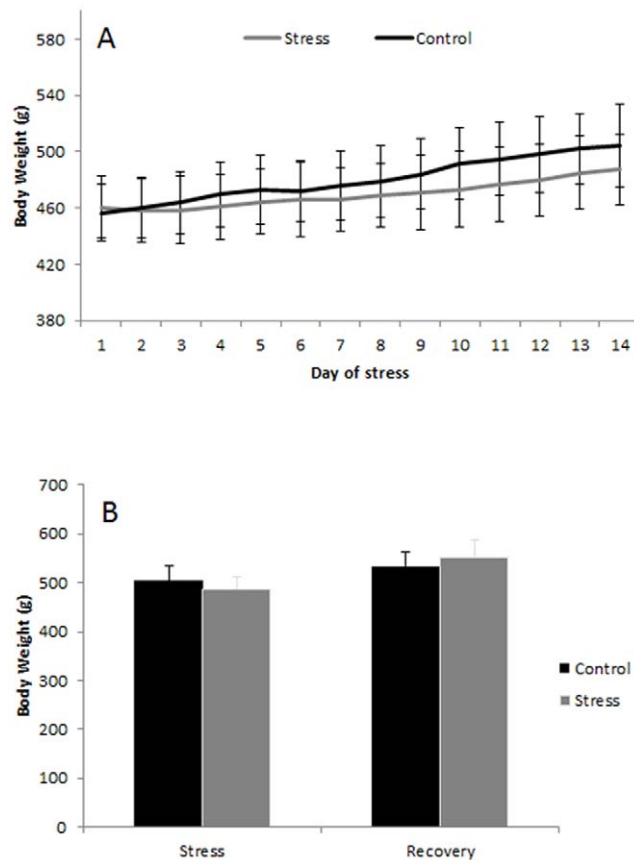 A
Stress
Control
Body Weight (g)
580
540
500
460
420
380
1 2 3 4 5 6 7 8 9 10 11 12 13 14
Day of stress
B
Body Weight (g)
700
600
500
400
300
200
100
0
Control
Stress
Stress Recovery